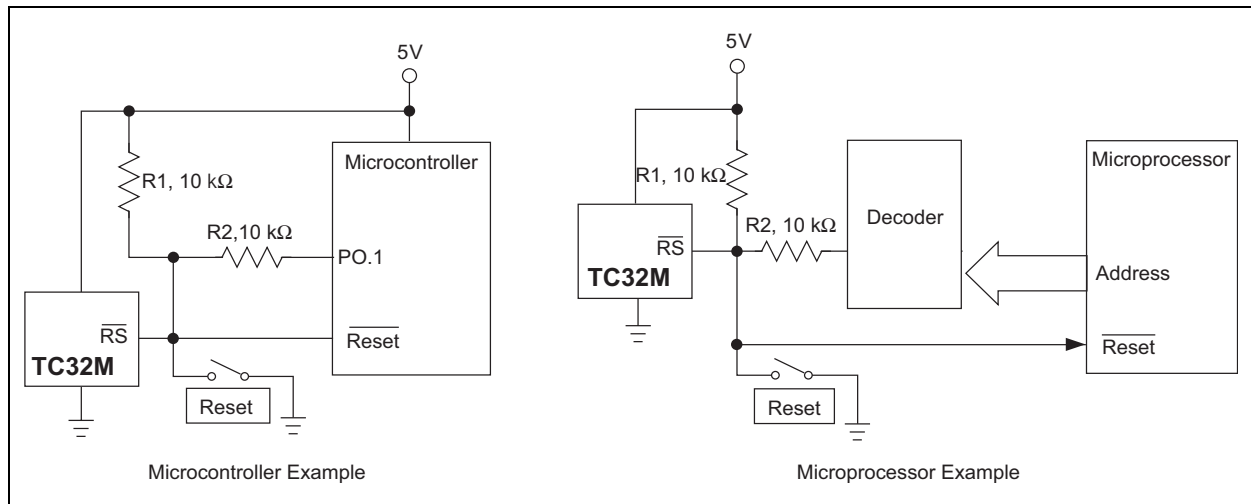 5V
Microcontroller
R1, 10 kΩ
R2,10 kΩ
PO.1
RS
TC32M
Reset
Reset
Microcontroller Example
5V
R1, 10 kΩ
Microprocessor
Decoder
R2, 10 kΩ
RS
TC32M
Address
Reset
Reset
Microprocessor Example